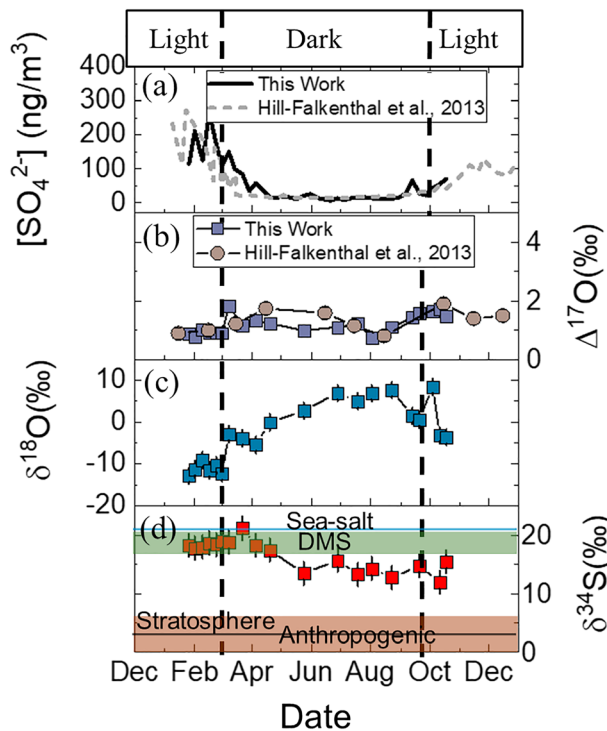 Light Dark Light
400
300
200
100
0
[SO₄²⁻] (ng/m³)
(a)
This Work
Hill-Falkenthal et al., 2013
(b)
This Work
Hill-Falkenthal et al., 2013
4
2
0
Δ¹⁷O(‰)
(c)
10
0
-10
-20
δ¹⁸O(‰)
(d)
Sea-salt
DMS
Stratosphere
Anthropogenic
20
10
0
δ³⁴S(‰)
Dec Feb Apr Jun Aug Oct Dec
Date